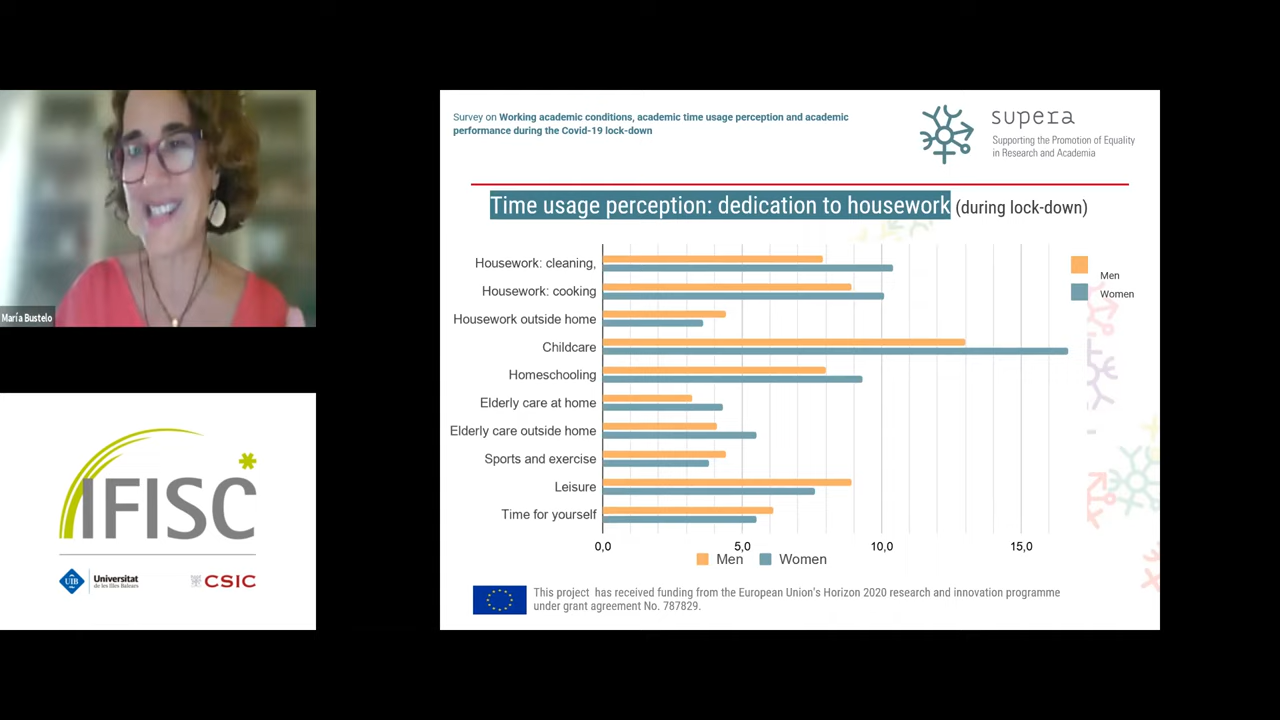 María Bustelo
IFISC
UIB
Universitat
de les Illes Balears
CSIC
Survey on Working academic conditions, academic time usage perception and academic
performance during the Covid-19 lock-down
supera
Supporting the Promotion of Equality
in Research and Academia
Time usage perception: dedication to housework (during lock-down)
Housework: cleaning,
Housework: cooking
Housework outside home
Childcare
Homeschooling
Elderly care at home
Elderly care outside home
Sports and exercise
Leisure
Time for yourself
0,0 5,0 10,0 15,0
Men Women
Men
Women
This project has received funding from the European Union's Horizon 2020 research and innovation programme
under grant agreement No. 787829.